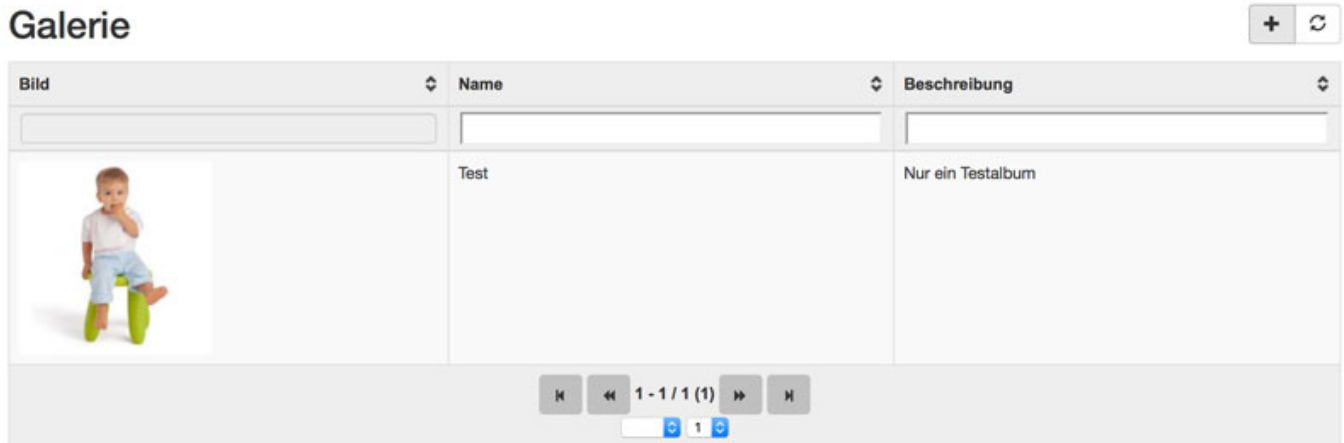 Galerie
Bild Name Beschreibung
Test Nur ein Testalbum
1 - 1 / 1 (1)
1